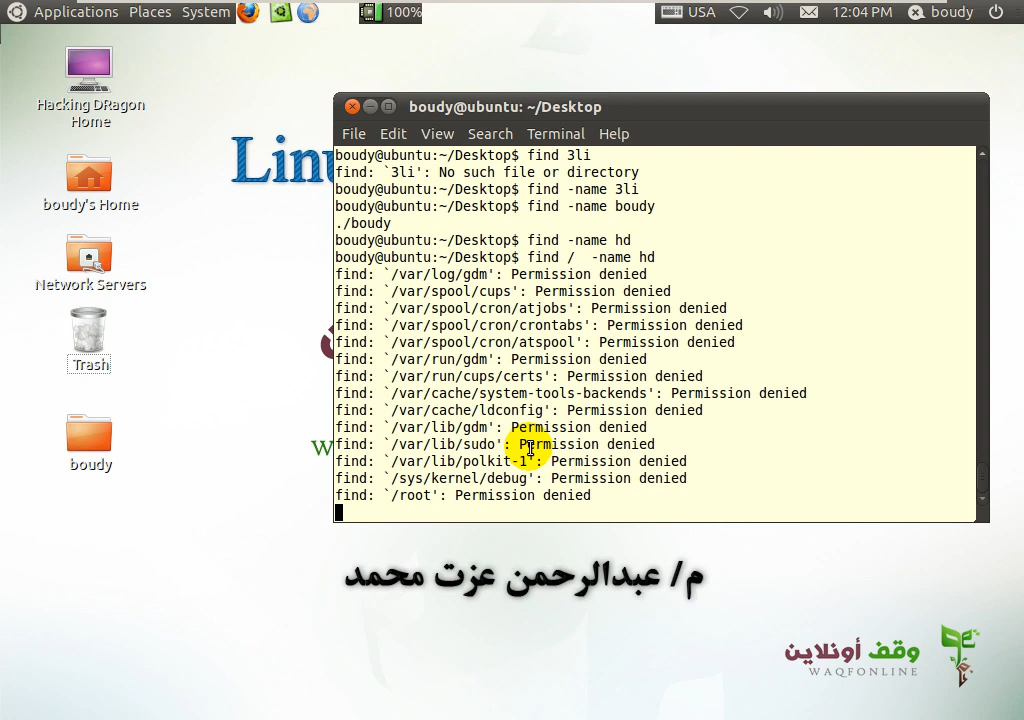 Applications Places System 100% USA 12:04 PM boudy
Hacking DRagon
Home
boudy's Home
Network Servers
Trash
boudy
boudy@ubuntu: ~/Desktop
File Edit View Search Terminal Help
boudy@ubuntu:~/Desktop$ find 3li
find: `3li': No such file or directory
boudy@ubuntu:~/Desktop$ find -name 3li
boudy@ubuntu:~/Desktop$ find -name boudy
./boudy
boudy@ubuntu:~/Desktop$ find -name hd
boudy@ubuntu:~/Desktop$ find /  -name hd
find: `/var/log/gdm': Permission denied
find: `/var/spool/cups': Permission denied
find: `/var/spool/cron/atjobs': Permission denied
find: `/var/spool/cron/crontabs': Permission denied
find: `/var/spool/cron/atspool': Permission denied
find: `/var/run/gdm': Permission denied
find: `/var/run/cups/certs': Permission denied
find: `/var/cache/system-tools-backends': Permission denied
find: `/var/cache/ldconfig': Permission denied
find: `/var/lib/gdm': Permission denied
find: `/var/lib/sudo': Permission denied
find: `/var/lib/polkit-1': Permission denied
find: `/sys/kernel/debug': Permission denied
find: `/root': Permission denied
م/ عبدالرحمن عزت محمد
وقف أونلاين
WAQFONLINE